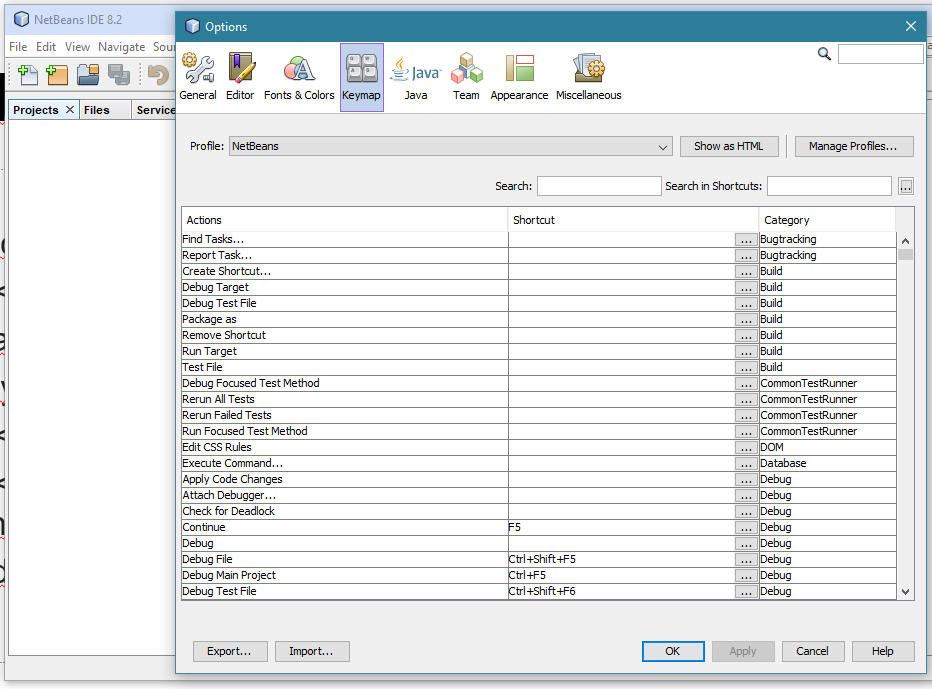 NetBeans IDE 8.2
File Edit View Navigate
Projects Files
Options
General Editor Fonts & Colors Keymap Java Team Appearance Miscellaneous
Profile: NetBeans Show as HTML Manage Profiles...
Search: Search in Shortcuts: ...
Actions Shortcut Category
Find Tasks... ... Bugtracking
Report Task... ... Bugtracking
Create Shortcut... ... Build
Debug Target ... Build
Debug Test File ... Build
Package as ... Build
Remove Shortcut ... Build
Run Target ... Build
Test File ... Build
Debug Focused Test Method ... CommonTestRunner
Rerun All Tests ... CommonTestRunner
Rerun Failed Tests ... CommonTestRunner
Run Focused Test Method ... CommonTestRunner
Edit CSS Rules ... DOM
Execute Command... ... Database
Apply Code Changes ... Debug
Attach Debugger... ... Debug
Check for Deadlock ... Debug
Continue F5 ... Debug
Debug ... Debug
Debug File Ctrl+Shift+F5 ... Debug
Debug Main Project Ctrl+F5 ... Debug
Debug Test File Ctrl+Shift+F6 ... Debug
Export... Import... OK Apply Cancel Help